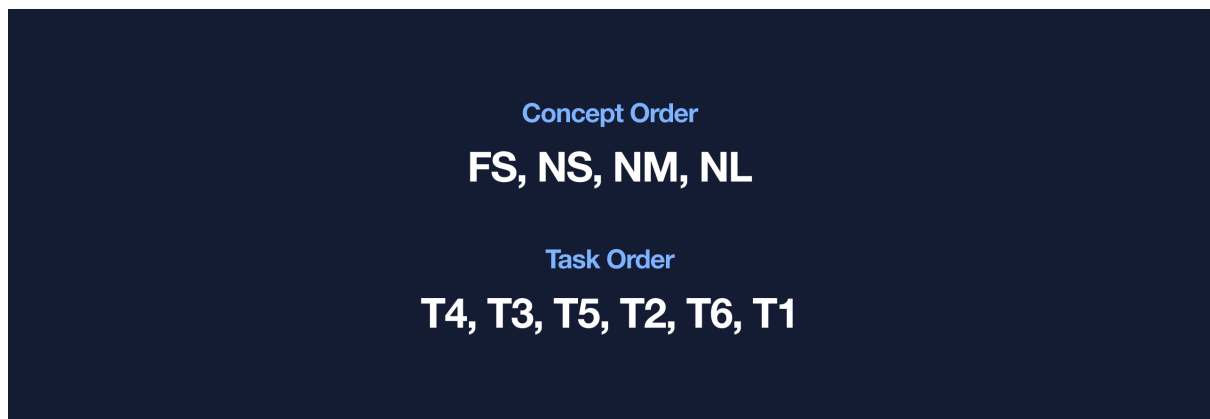 Concept Order
FS, NS, NM, NL
Task Order
T4, T3, T5, T2, T6, T1